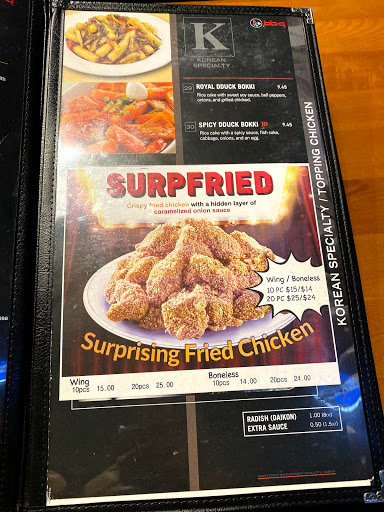 K
KOREAN
SPECIALTY
bbq
29 ROYAL DDUCK BOKKI 9.45
Rice cake with sweet soy sauce, bell peppers,
onions, and grilled chicken.
30 SPICY DDUCK BOKKI 9.45
Rice cake with a spicy sauce, fish cake,
cabbage, onions, and an egg.
KOREAN SPECIALTY / TOPPING CHICKEN
SURPFRIED
Crispy fried chicken with a hidden layer of
caramelized onion sauce
Wing / Boneless
10 PC $15/$14
20 PC $25/$24
Surprising Fried Chicken
Wing Boneless
10pcs 15.00 20pcs 25.00 10pcs 14.00 20pcs 24.00
RADISH (DAIKON) 1.00 (8oz)
EXTRA SAUCE 0.50 (1.5oz)